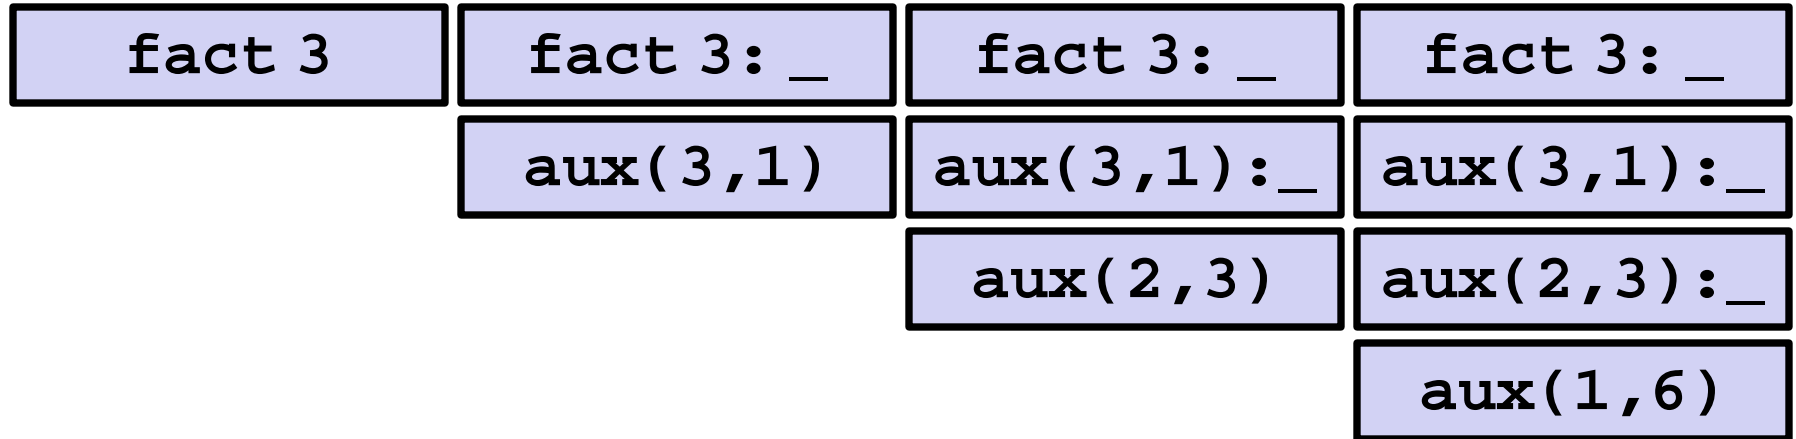 fact 3 fact 3:_ fact 3:_ fact 3:_
aux(3,1) aux(3,1):_ aux(3,1):_
aux(2,3) aux(2,3):_
aux(1,6)